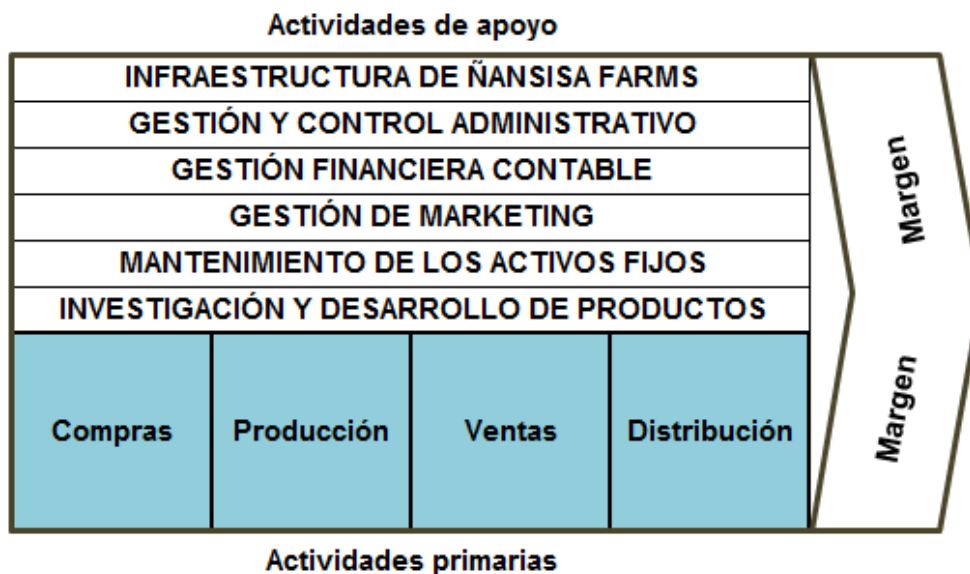 Actividades de apoyo
INFRAESTRUCTURA DE ÑANSISA FARMS
GESTIÓN Y CONTROL ADMINISTRATIVO
GESTIÓN FINANCIERA CONTABLE
GESTIÓN DE MARKETING
MANTENIMIENTO DE LOS ACTIVOS FIJOS
INVESTIGACIÓN Y DESARROLLO DE PRODUCTOS
Margen
Compras
Producción
Ventas
Distribución
Margen
Actividades primarias